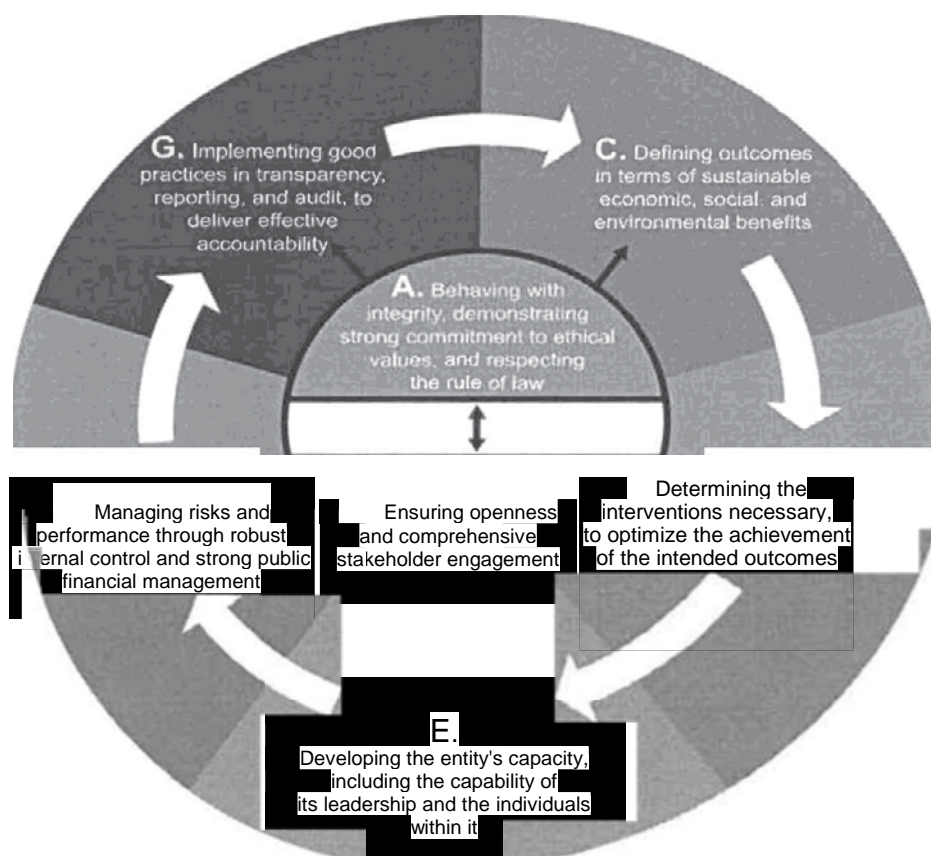 G. Implementing good
practices in transparency,
reporting, and audit, to
deliver effective
accountability
C. Defining outcomes
in terms of sustainable
economic, social, and
environmental benefits
A. Behaving with
integrity, demonstrating
strong commitment to ethical
values, and respecting
the rule of law
Managing risks and
performance through robust
internal control and strong public
financial management
Ensuring openness
and comprehensive
stakeholder engagement
Determining the
interventions necessary,
to optimize the achievement
of the intended outcomes
E.
Developing the entity's capacity,
including the capability of
its leadership and the individuals
within it